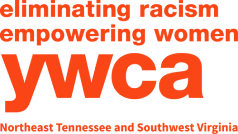 eliminating racism
empowering women
ywca
Northeast Tennessee and Southwest Virginia